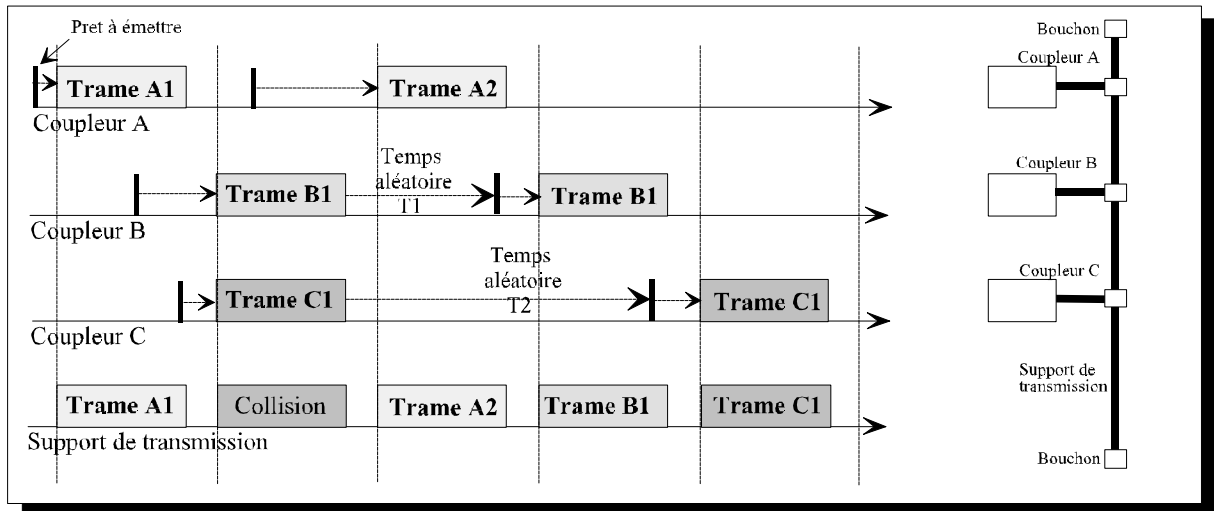 Pret à émettre
Trame A1
Trame A2
Coupleur A
Temps
aléatoire
T1
Trame B1
Trame B1
Coupleur B
Temps
aléatoire
T2
Trame C1
Trame C1
Coupleur C
Trame A1
Collision
Trame A2
Trame B1
Trame C1
Support de transmission
Bouchon
Coupleur A
Coupleur B
Coupleur C
Support de
transmission
Bouchon